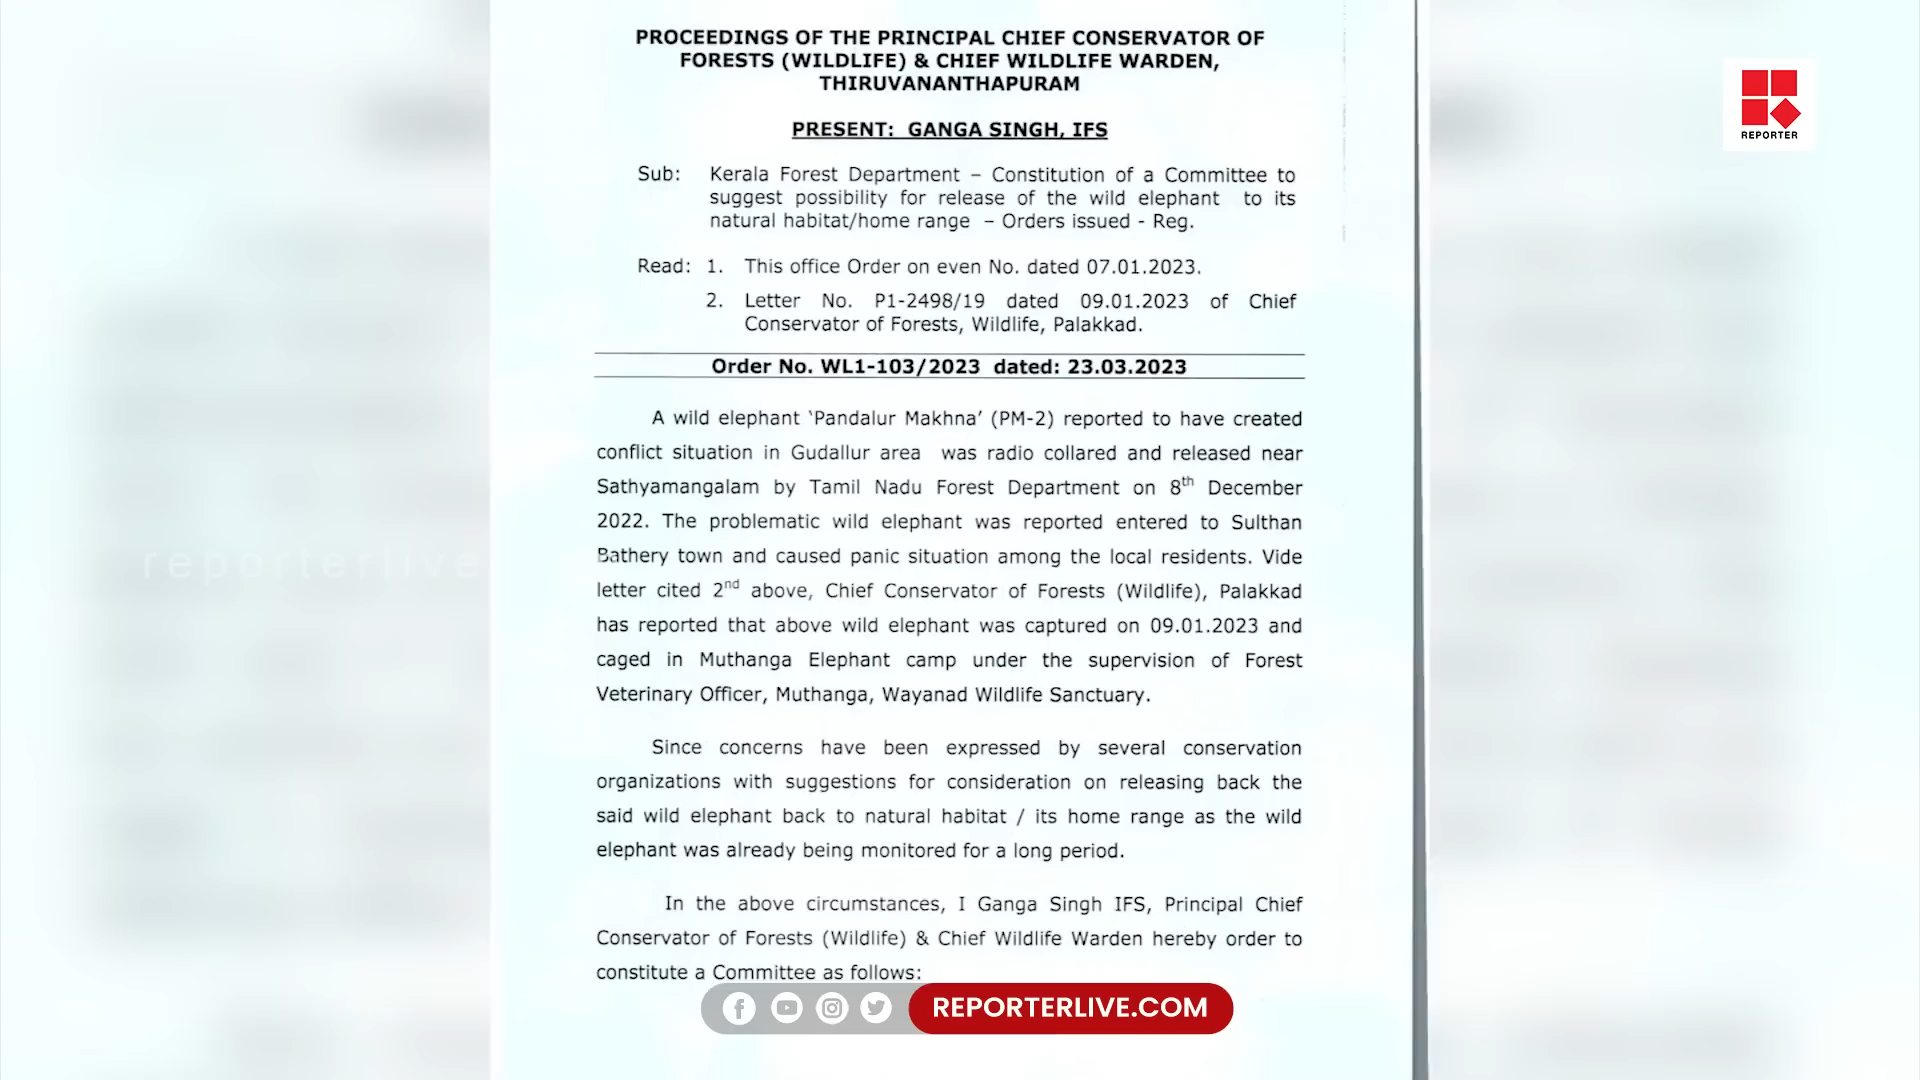 PROCEEDINGS OF THE PRINCIPAL CHIEF CONSERVATOR OF
FORESTS (WILDLIFE) & CHIEF WILDLIFE WARDEN,
THIRUVANANTHAPURAM
PRESENT: GANGA SINGH, IFS
Sub: Kerala Forest Department – Constitution of a Committee to
suggest possibility for release of the wild elephant to its
natural habitat/home range – Orders issued - Reg.
Read: 1. This office Order on even No. dated 07.01.2023.
2. Letter No. P1-2498/19 dated 09.01.2023 of Chief
Conservator of Forests, Wildlife, Palakkad.
Order No. WL1-103/2023 dated: 23.03.2023
A wild elephant ‘Pandalur Makhna’ (PM-2) reported to have created
conflict situation in Gudallur area was radio collared and released near
Sathyamangalam by Tamil Nadu Forest Department on 8th December
2022. The problematic wild elephant was reported entered to Sulthan
Bathery town and caused panic situation among the local residents. Vide
letter cited 2nd above, Chief Conservator of Forests (Wildlife), Palakkad
has reported that above wild elephant was captured on 09.01.2023 and
caged in Muthanga Elephant camp under the supervision of Forest
Veterinary Officer, Muthanga, Wayanad Wildlife Sanctuary.
Since concerns have been expressed by several conservation
organizations with suggestions for consideration on releasing back the
said wild elephant back to natural habitat / its home range as the wild
elephant was already being monitored for a long period.
In the above circumstances, I Ganga Singh IFS, Principal Chief
Conservator of Forests (Wildlife) & Chief Wildlife Warden hereby order to
constitute a Committee as follows:
REPORTERLIVE.COM
REPORTER
reporterlive